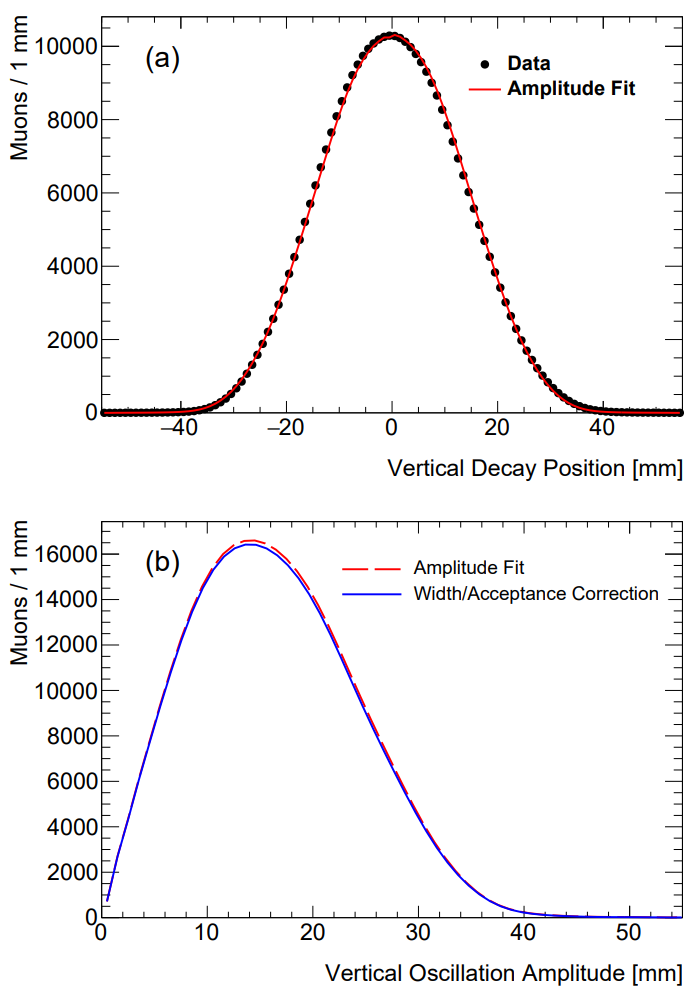 (a)
Data
Amplitude Fit
Muons / 1 mm
10000
8000
6000
4000
2000
0
−40 −20 0 20 40
Vertical Decay Position [mm]
(b)
Amplitude Fit
Width/Acceptance Correction
Muons / 1 mm
16000
14000
12000
10000
8000
6000
4000
2000
0
0 10 20 30 40 50
Vertical Oscillation Amplitude [mm]